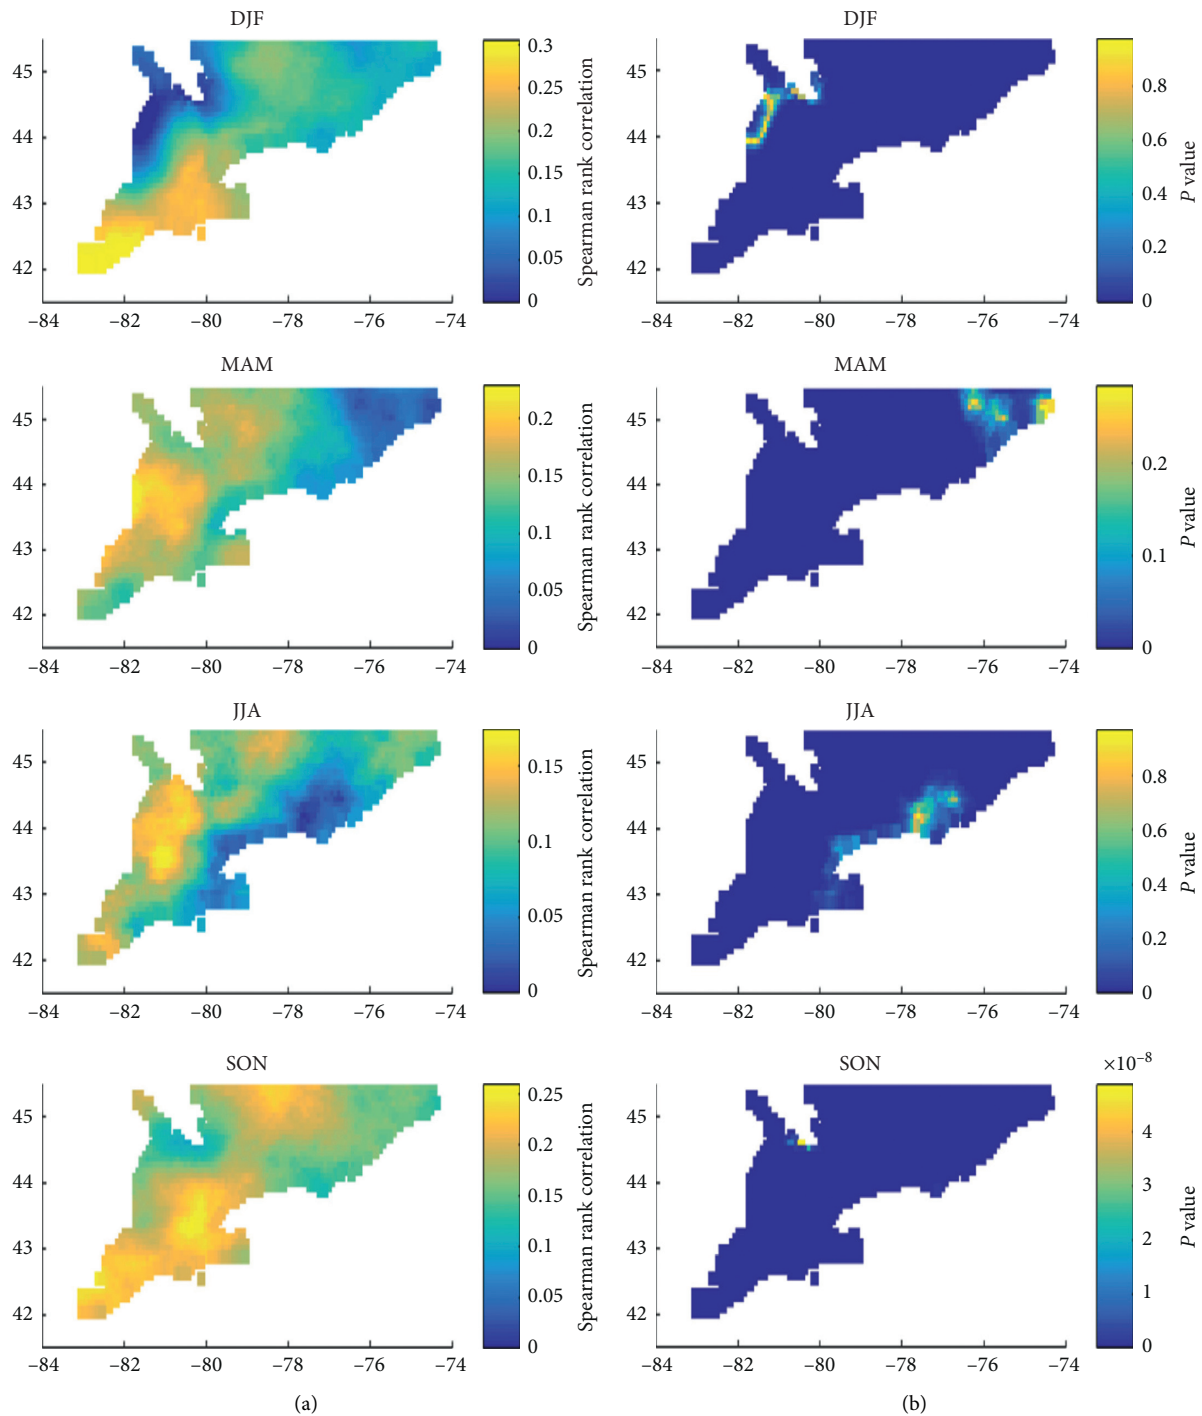 DJF
45
44
43
42
–84 –82 –80 –78 –76 –74
0.3
0.25
0.2
0.15
0.1
0.05
0
Spearman rank correlation
DJF
45
44
43
42
–84 –82 –80 –78 –76 –74
0.8
0.6
0.4
0.2
0
P value
MAM
45
44
43
42
–84 –82 –80 –78 –76 –74
0.2
0.15
0.1
0.05
0
Spearman rank correlation
MAM
45
44
43
42
–84 –82 –80 –78 –76 –74
0.2
0.1
0
P value
JJA
45
44
43
42
–84 –82 –80 –78 –76 –74
0.15
0.1
0.05
0
Spearman rank correlation
JJA
45
44
43
42
–84 –82 –80 –78 –76 –74
0.8
0.6
0.4
0.2
0
P value
SON
45
44
43
42
–84 –82 –80 –78 –76 –74
0.25
0.2
0.15
0.1
0.05
0
Spearman rank correlation
(a)
SON
45
44
43
42
–84 –82 –80 –78 –76 –74
×10⁻⁸
4
3
2
1
0
P value
(b)